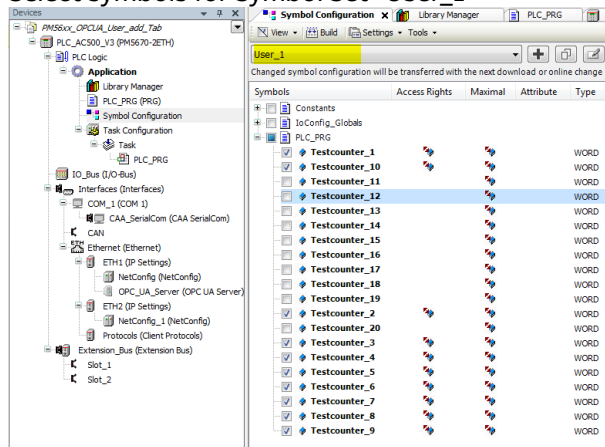 Select Symbols for Symbol Set "User_1"
Devices
PM56xx_OPCUA_User_add_Tab
PLC_AC500_V3 (PM5670-2ETH)
PLC Logic
Application
Library Manager
PLC_PRG (PRG)
Symbol Configuration
Task Configuration
Task
PLC_PRG
IO_Bus (I/O-Bus)
Interfaces (Interfaces)
COM_1 (COM 1)
CAA_SerialCom (CAA SerialCom)
CAN
Ethernet (Ethernet)
ETH1 (IP Settings)
NetConfig (NetConfig)
OPC_UA_Server (OPC UA Server)
ETH2 (IP Settings)
NetConfig_1 (NetConfig)
Protocols (Client Protocols)
Extension_Bus (Extension Bus)
Slot_1
Slot_2
Symbol Configuration Library Manager PLC_PRG
View Build Settings Tools
User_1
Changed symbol configuration will be transferred with the next download or online change
Symbols Access Rights Maximal Attribute Type
Constants
IoConfig_Globals
PLC_PRG
Testcounter_1 WORD
Testcounter_10 WORD
Testcounter_11 WORD
Testcounter_12 WORD
Testcounter_13 WORD
Testcounter_14 WORD
Testcounter_15 WORD
Testcounter_16 WORD
Testcounter_17 WORD
Testcounter_18 WORD
Testcounter_19 WORD
Testcounter_2 WORD
Testcounter_20 WORD
Testcounter_3 WORD
Testcounter_4 WORD
Testcounter_5 WORD
Testcounter_6 WORD
Testcounter_7 WORD
Testcounter_8 WORD
Testcounter_9 WORD